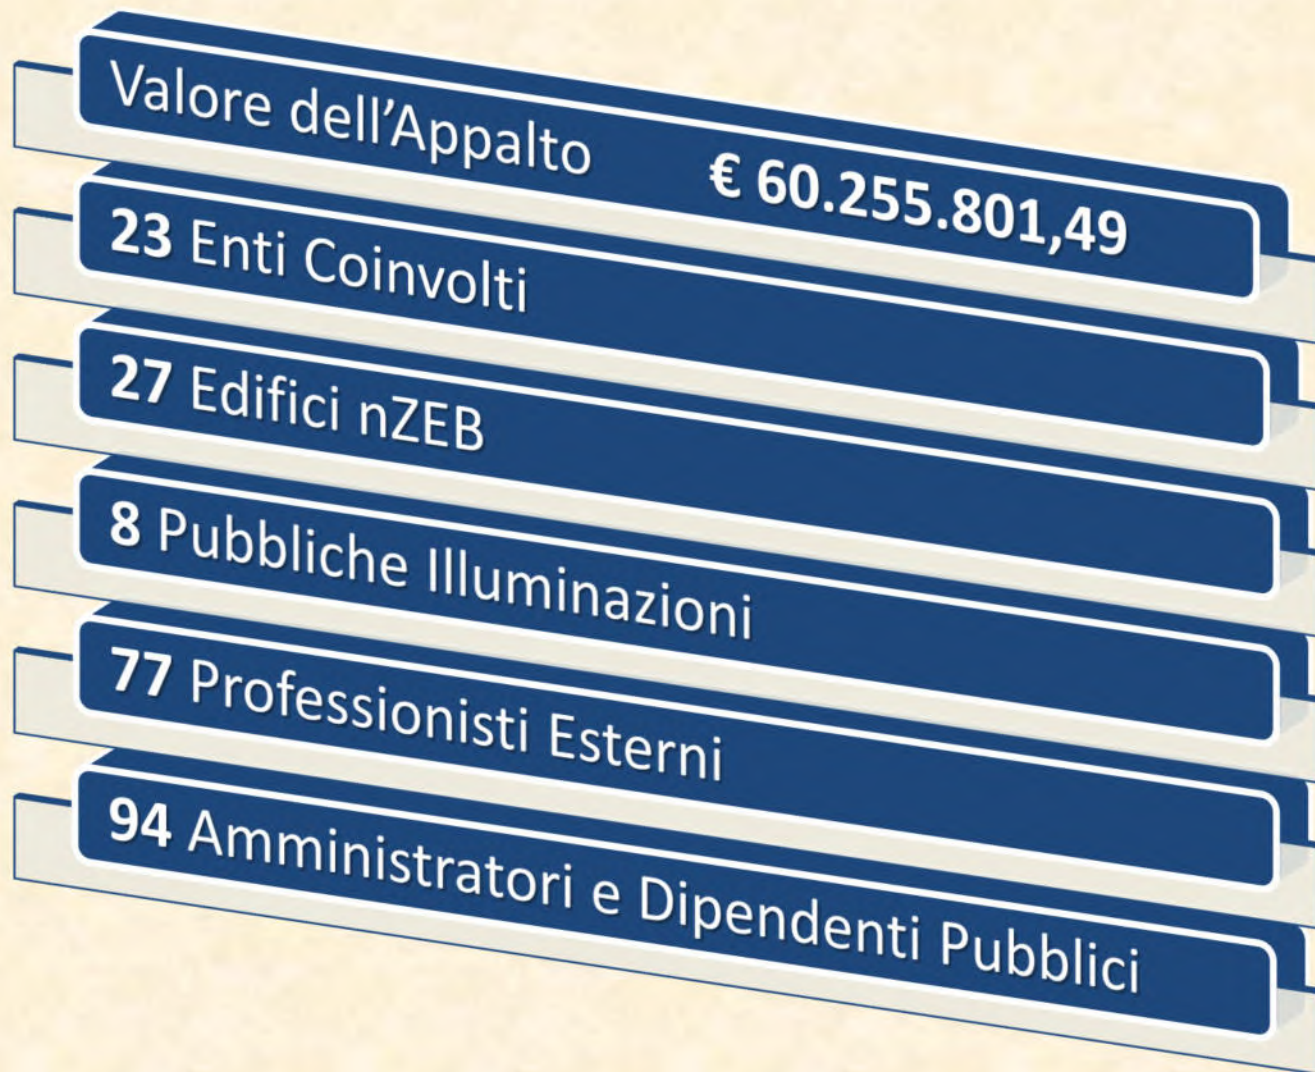 Valore dell'Appalto € 60.255.801,49
23 Enti Coinvolti
27 Edifici nZEB
8 Pubbliche Illuminazioni
77 Professionisti Esterni
94 Amministratori e Dipendenti Pubblici